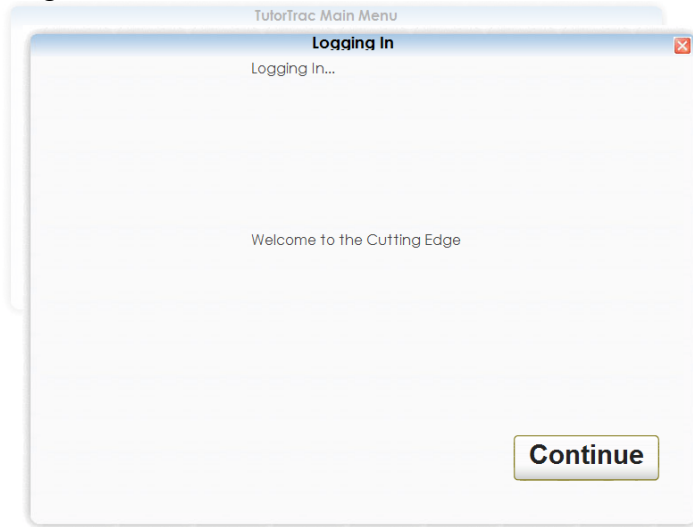 TutorTrac Main Menu
Logging In
Logging In...
Welcome to the Cutting Edge
Continue